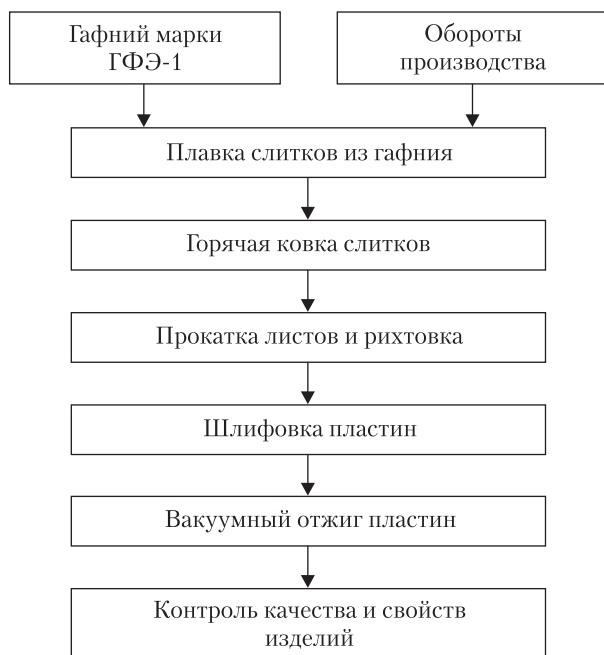 Гафний марки
ГФЭ-1
Обороты
производства
Плавка слитков из гафния
Горячая ковка слитков
Прокатка листов и рихтовка
Шлифовка пластин
Вакуумный отжиг пластин
Контроль качества и свойств
изделий